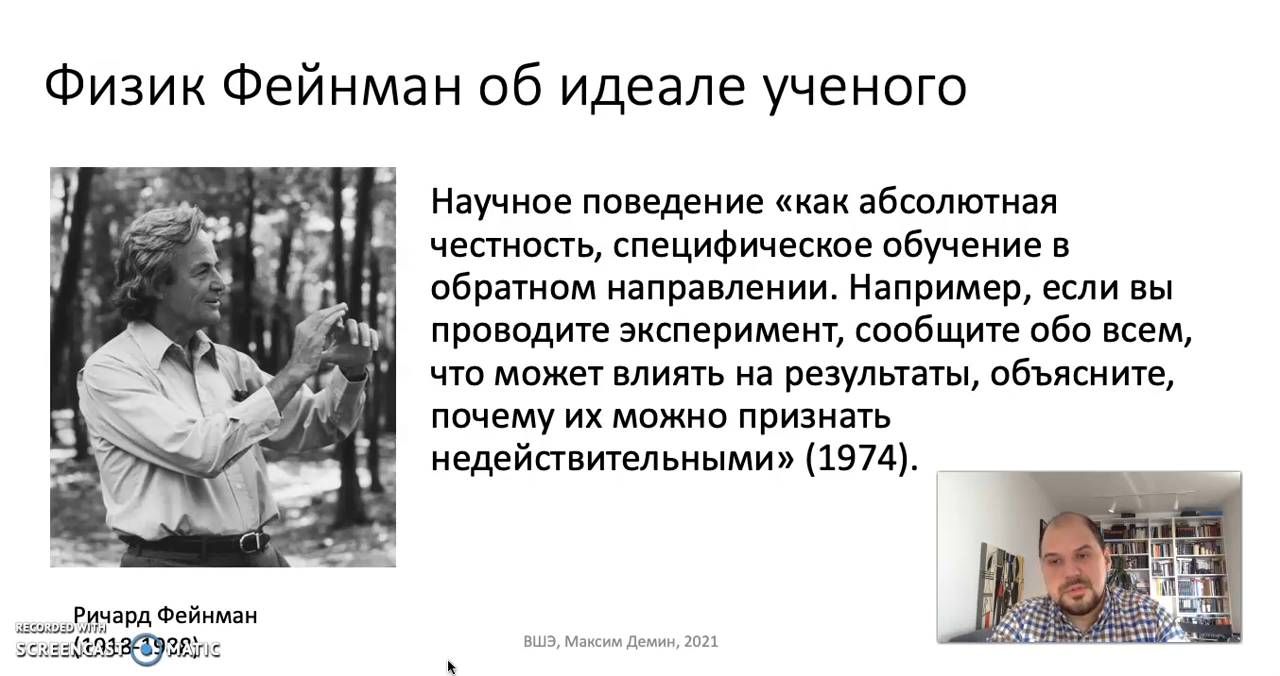 Физик Фейнман об идеале ученого
Научное поведение «как абсолютная
честность, специфическое обучение в
обратном направлении. Например, если вы
проводите эксперимент, сообщите обо всем,
что может влиять на результаты, объясните,
почему их можно признать
недействительными» (1974).
Ричард Фейнман
RECORDED WITH
SCREENCAST MATIC
ВШЭ, Максим Демин, 2021